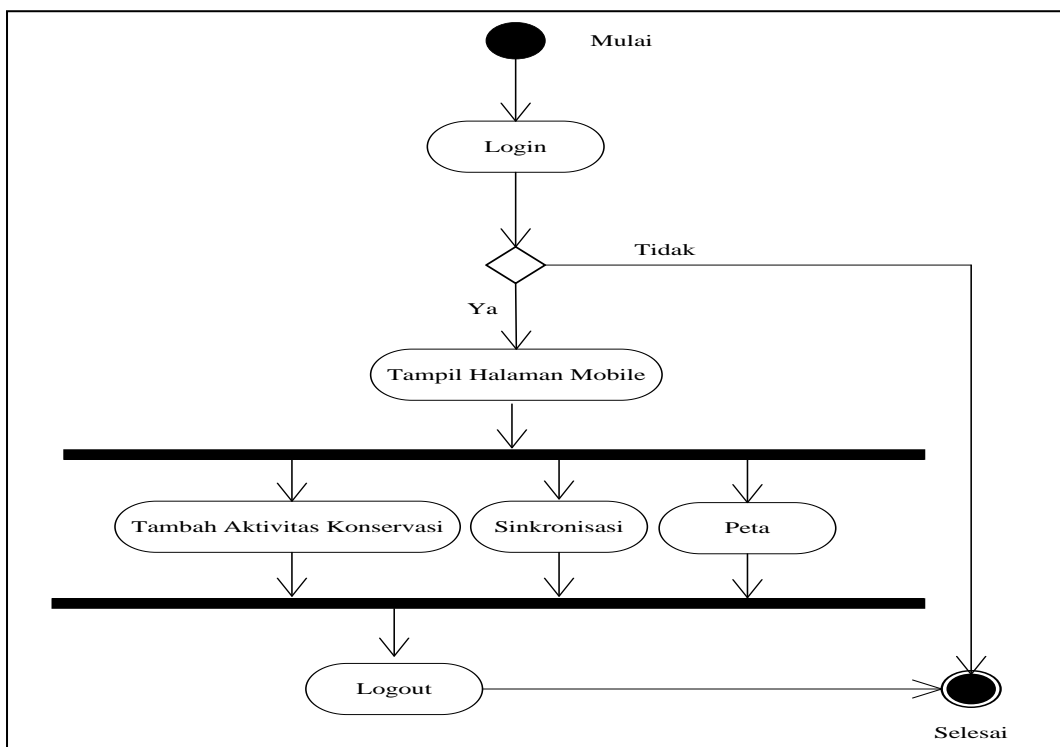 Mulai
Login
Tidak
Ya
Tampil Halaman Mobile
Tambah Aktivitas Konservasi
Sinkronisasi
Peta
Logout
Selesai